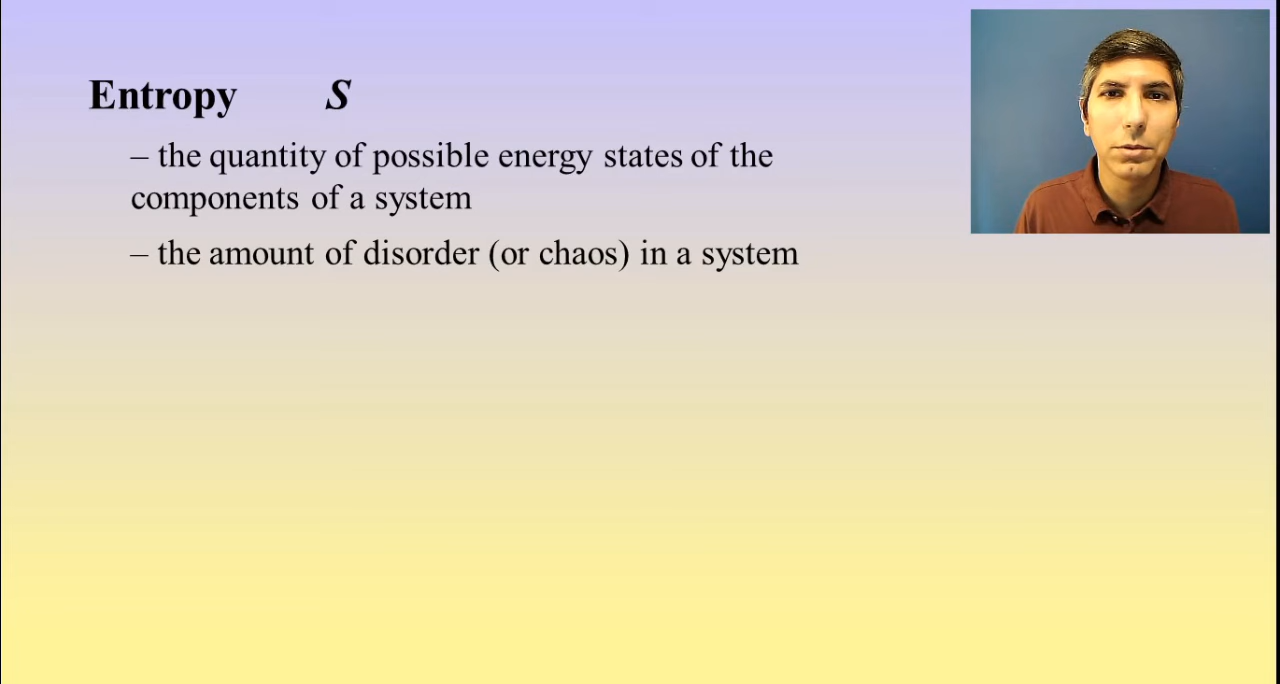 Entropy S
– the quantity of possible energy states of the
components of a system
– the amount of disorder (or chaos) in a system